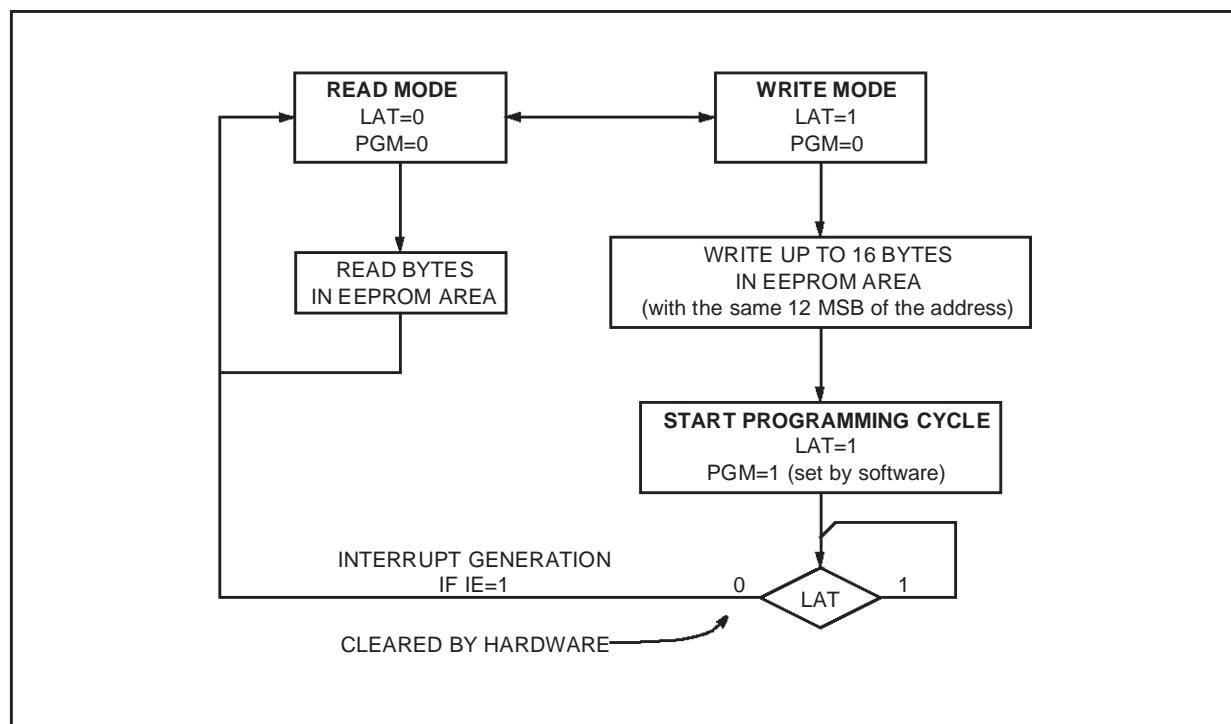 READ MODE
LAT=0
PGM=0
WRITE MODE
LAT=1
PGM=0
READ BYTES
IN EEPROM AREA
WRITE UP TO 16 BYTES
IN EEPROM AREA
(with the same 12 MSB of the address)
START PROGRAMMING CYCLE
LAT=1
PGM=1 (set by software)
INTERRUPT GENERATION
IF IE=1
0
LAT
1
CLEARED BY HARDWARE